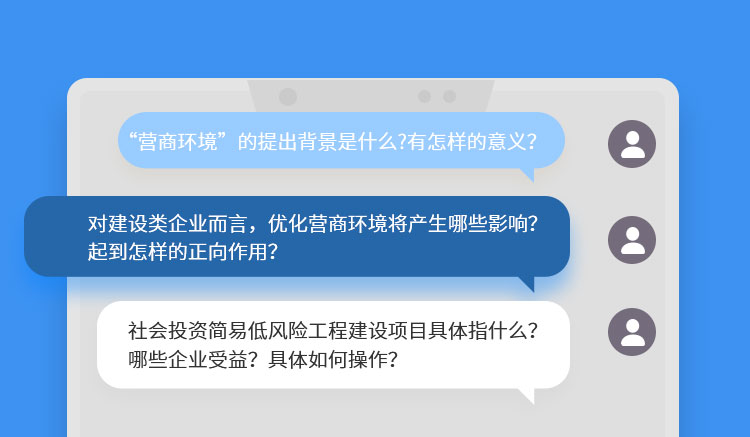 “营商环境”的提出背景是什么?有怎样的意义？
对建设类企业而言，优化营商环境将产生哪些影响？
起到怎样的正向作用？
社会投资简易低风险工程建设项目具体指什么？
哪些企业受益？具体如何操作？